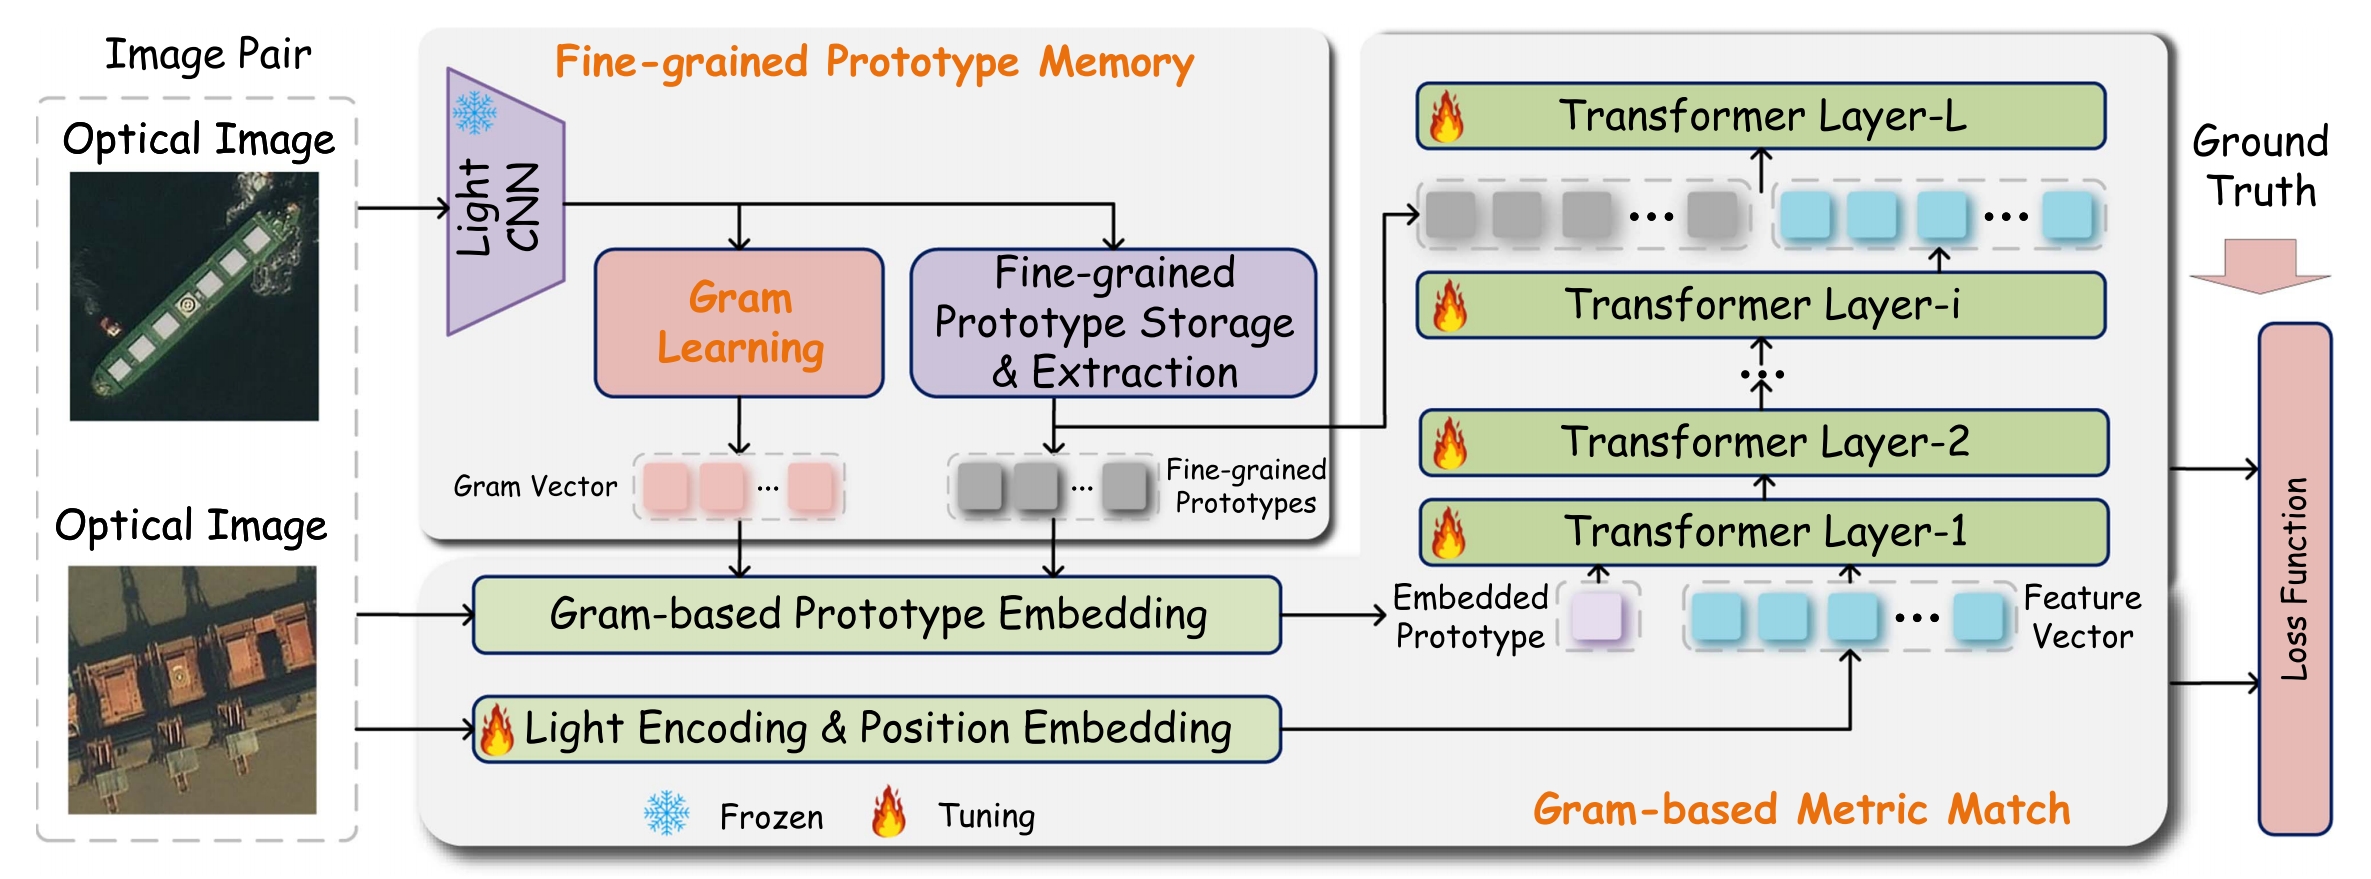 Image Pair
Optical Image
Optical Image
Fine-grained Prototype Memory
Light
CNN
Gram
Learning
Fine-grained
Prototype Storage
& Extraction
Gram Vector
...
...
Fine-grained
Prototypes
Gram-based Prototype Embedding
Light Encoding & Position Embedding
Frozen
Tuning
Transformer Layer-L
...
...
Transformer Layer-i
...
Transformer Layer-2
Transformer Layer-1
Embedded
Prototype
...
Feature
Vector
Gram-based Metric Match
Ground
Truth
Loss Function